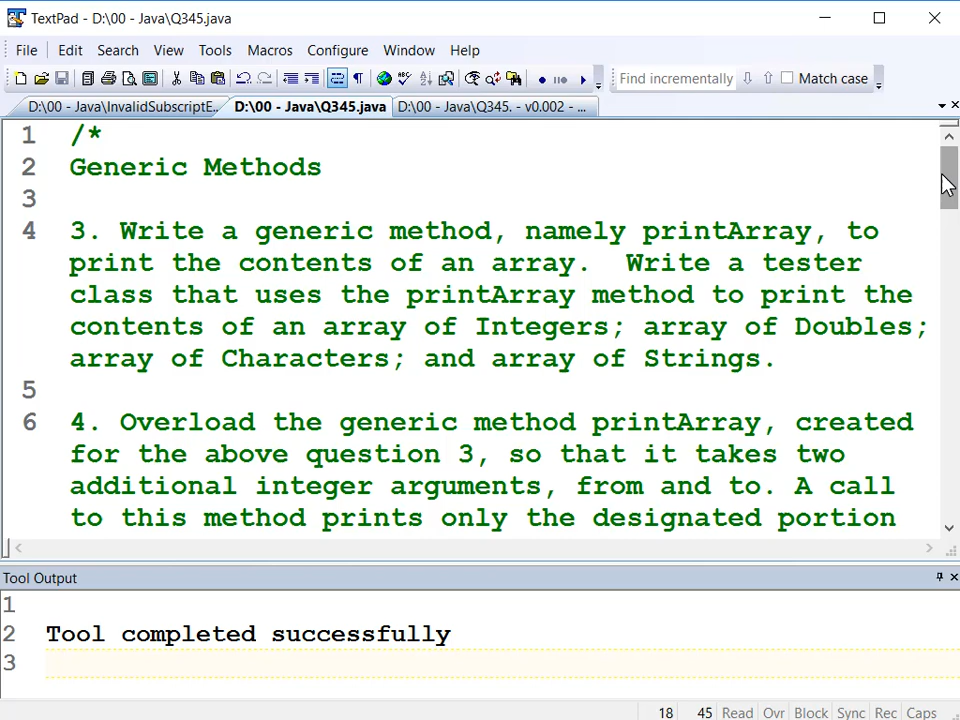 TextPad - D:\00 - Java\Q345.java
File Edit Search View Tools Macros Configure Window Help
Find incrementally Match case
D:\00 - Java\InvalidSubscriptE... D:\00 - Java\Q345.java D:\00 - Java\Q345. - v0.002 - ...
1 /*
2 Generic Methods
3
4 3. Write a generic method, namely printArray, to
print the contents of an array.  Write a tester
class that uses the printArray method to print the
contents of an array of Integers; array of Doubles;
array of Characters; and array of Strings.
5
6 4. Overload the generic method printArray, created
for the above question 3, so that it takes two
additional integer arguments, from and to. A call
to this method prints only the designated portion
Tool Output
1
2 Tool completed successfully
3
18 45 Read Ovr Block Sync Rec Caps